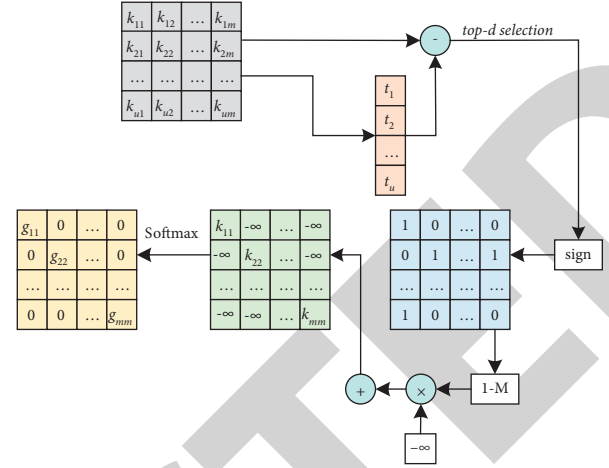 k11 k12 … k1m
k21 k22 … k2m
… … … …
ku1 ku2 … kum
-
top-d selection
t1
t2
…
tu
g11 0 … 0
0 g22 … 0
… … … …
0 0 … gmm
Softmax
k11 -∞ … -∞
-∞ k22 … -∞
… … … …
-∞ -∞ … kmm
1 0 … 0
0 1 … 1
… … … …
1 0 … 0
sign
+
×
1-M
-∞